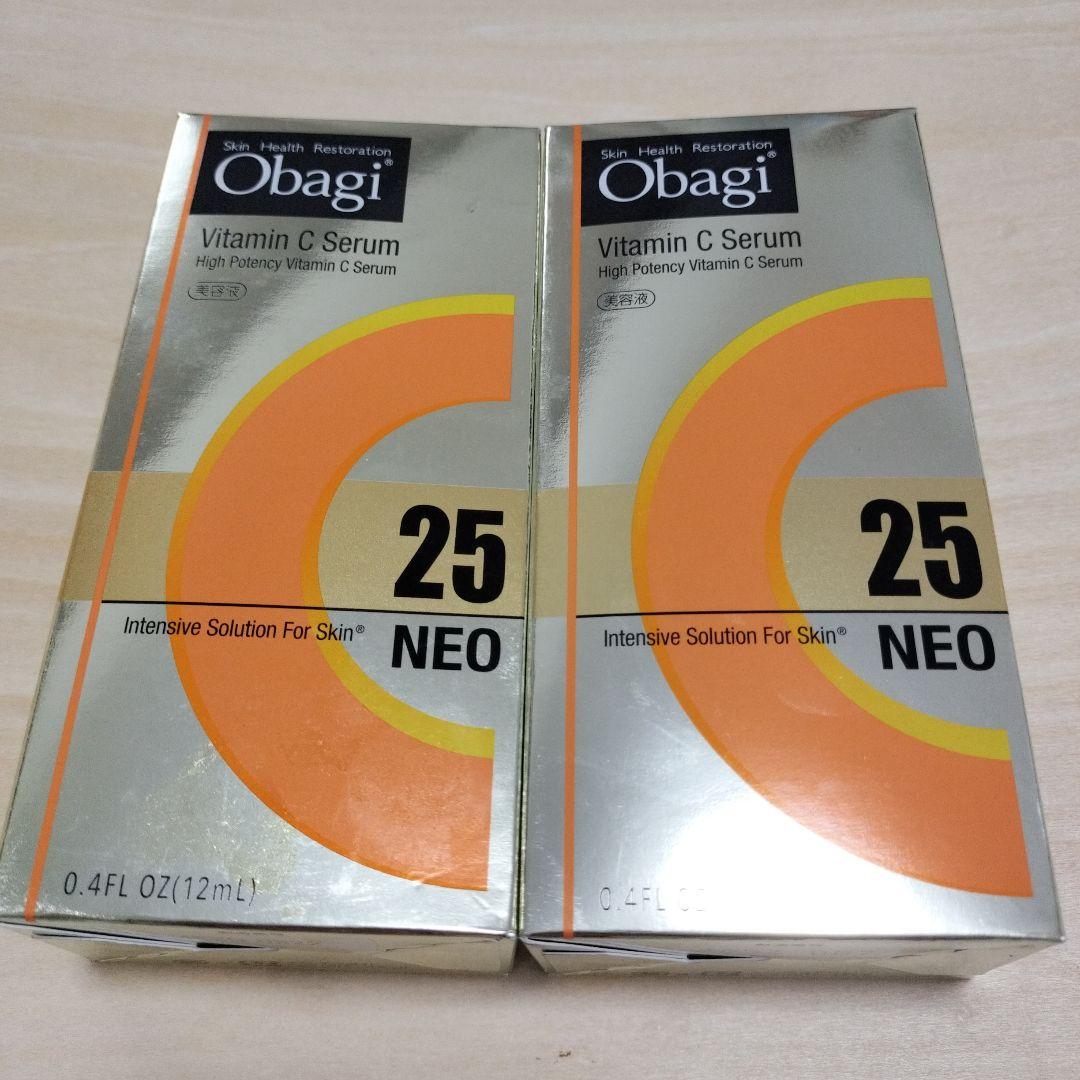 Skin Health Restoration
Obagi®
Vitamin C Serum
High Potency Vitamin C Serum
美容液
25
Intensive Solution For Skin®
NEO
0.4FL OZ(12mL)
Skin Health Restoration
Obagi®
Vitamin C Serum
High Potency Vitamin C Serum
美容液
25
Intensive Solution For Skin®
NEO
0.4FL OZ